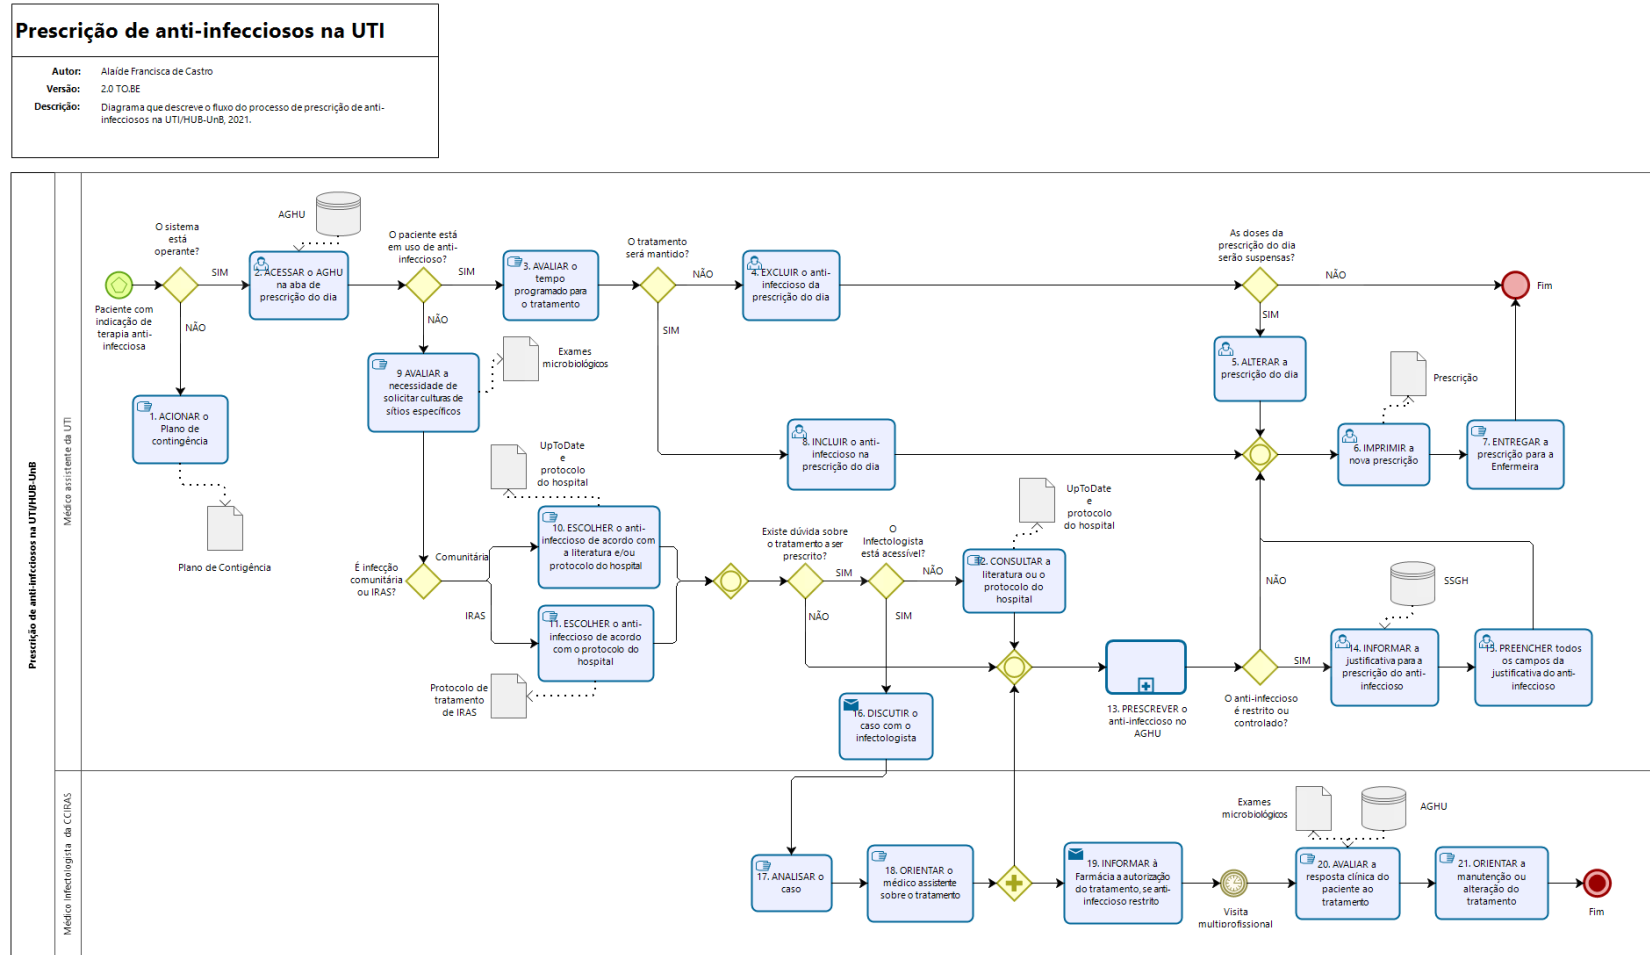 Prescrição de anti-infecciosos na UTI
Autor: Alaíde Francisca de Castro
Versão: 2.0 TO.BE
Descrição: Diagrama que descreve o fluxo do processo de prescrição de anti-
infecciosos na UTI/HUB-UnB, 2021.
Prescrição de anti-infcciosos na UTI/HUB-UnB
Médico assistente da UTI
Paciente com
indicação de
terapia anti-
infecciosa
O sistema
está
operante?
SIM
NÃO
1. ACIONAR o
Plano de
contingência
Plano de Contigência
AGHU
2. ACESSAR o AGHU
na aba de
prescrição do dia
O paciente está
em uso de anti-
infeccioso?
SIM
NÃO
3. AVALIAR o
tempo
programado para
o tratamento
O tratamento
será mantido?
NÃO
SIM
4. EXCLUIR o anti-
infeccioso da
prescrição do dia
As doses da
prescrição do dia
serão suspensas?
NÃO
SIM
Fim
5. ALTERAR a
prescrição do dia
Prescrição
6. IMPRIMIR a
nova prescrição
7. ENTREGAR a
prescrição para a
Enfermeira
8. INCLUIR o anti-
infeccioso na
prescrição do dia
9 AVALIAR a
necessidade de
solicitar culturas de
sítios específicos
Exames
microbiológicos
É infecção
comunitária
ou IRAS?
Comunitária
IRAS
UpToDate
e
protocolo
do hospital
10. ESCOLHER o anti-
infeccioso de acordo com
a literatura e/ou
protocolo do hospital
11. ESCOLHER o anti-
infeccioso de acordo
com o protocolo do
hospital
Protocolo de
tratamento
de IRAS
Existe dúvida sobre
o tratamento a ser
prescrito?
SIM
NÃO
O
Infectologista
está acessível?
NÃO
SIM
UpToDate
e
protocolo
do hospital
12. CONSULTAR a
literatura ou o
protocolo do
hospital
13. PRESCREVER o
anti-infeccioso no
AGHU
NÃO
SIM
O anti-infeccioso
é restrito ou
controlado?
SSGH
14. INFORMAR a
justificativa para a
prescrição do anti-
infeccioso
15. PREENCHER todos
os campos da
justificativa do anti-
infeccioso
16. DISCUTIR o
caso com o
infectologista
Médico Infectologista da CCIRAS
17. ANALISAR o
caso
18. ORIENTAR o
médico assistente
sobre o tratamento
19. INFORMAR à
Farmácia a autorização
do tratamento, se anti-
infeccioso restrito
Visita
multiprofissional
Exames
microbiológicos
AGHU
20. AVALIAR a
resposta clínica do
paciente ao
tratamento
21. ORIENTAR a
manutenção ou
alteração do
tratamento
Fim